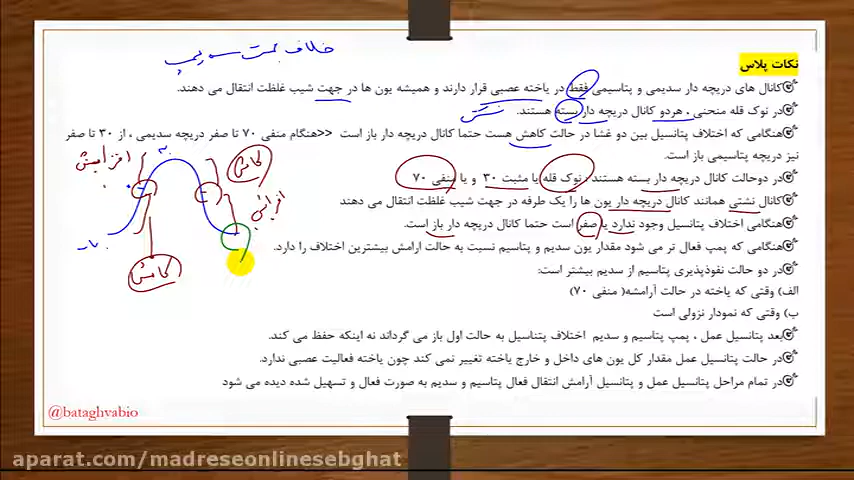 خلاف جهت پمپ
نکات پلاس
کانال های دریچه دار سدیمی و پتاسیمی فقط در یاخته عصبی قرار دارند و همیشه یون ها را در جهت شیب غلظت انتقال می دهند.
در نوک قله منحنی ، هردو کانال دریچه دار بسته هستند.
هنگامی که اختلاف پتانسیل بین دو غشا در حالت کاهش هست حتما کانال دریچه دار باز است >>هنگام منفی ۷۰ تا صفر دریچه سدیمی ، از ۳۰ تا صفر
نیز دریچه پتاسیمی باز است.
در دوحالت کانال دریچه دار بسته هستند، نوک قله یا مثبت ۳۰ و یا منفی ۷۰
کانال نشتی همانند کانال دریچه دار یون ها را یک طرفه در جهت شیب غلظت انتقال می دهند
هنگامی اختلاف پتانسیل وجود ندارد یا صفر است حتما کانال دریچه دار باز است.
هنگامی که پمپ فعال تر می شود مقدار یون سدیم و پتاسیم نسبت به حالت ارامش بیشترین اختلاف را دارد.
در دو حالت نفوذپذیری پتاسیم از سدیم بیشتر است:
الف) وقتی که یاخته در حالت آرامشه( منفی ۷۰)
ب) وقتی که نمودار نزولی است
بعد پتانسیل عمل ، پمپ پتاسیم و سدیم اختلاف پتناسیل به حالت اول باز می گرداند نه اینکه حفظ می کند.
در حالت پتانسیل عمل مقدار کل یون های داخل و خارج یاخته تغییر نمی کند چون یاخته فعالیت عصبی ندارد.
در تمام مراحل پتانسیل عمل و پتانسیل آرامش انتقال فعال پتاسیم و سدیم به صورت فعال و تسهیل شده دیده می شود
افزایش
کاهش
افزایش
کاهش
@bataghvabio
aparat.com/madreseonlinesebghat